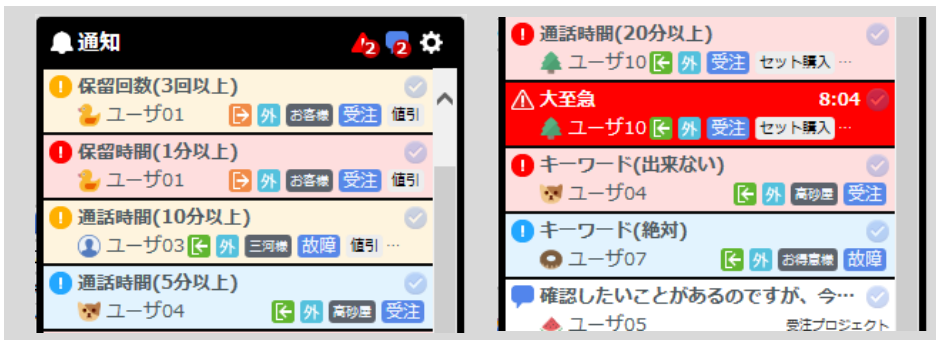 通知 2 2
保留回数(3回以上)
ユーザ01 外 お客様 受注 値引
保留時間(1分以上)
ユーザ01 外 お客様 受注 値引
通話時間(10分以上)
ユーザ03 外 三河様 故障 値引 …
通話時間(5分以上)
ユーザ04 外 高砂屋 受注
通話時間(20分以上)
ユーザ10 外 受注 セット購入 …
大至急 8:04
ユーザ10 外 受注 セット購入 …
キーワード(出来ない)
ユーザ04 外 高砂屋 受注
キーワード(絶対)
ユーザ07 外 お得意様 故障
確認したいことがあるのですが、今…
ユーザ05 受注プロジェクト